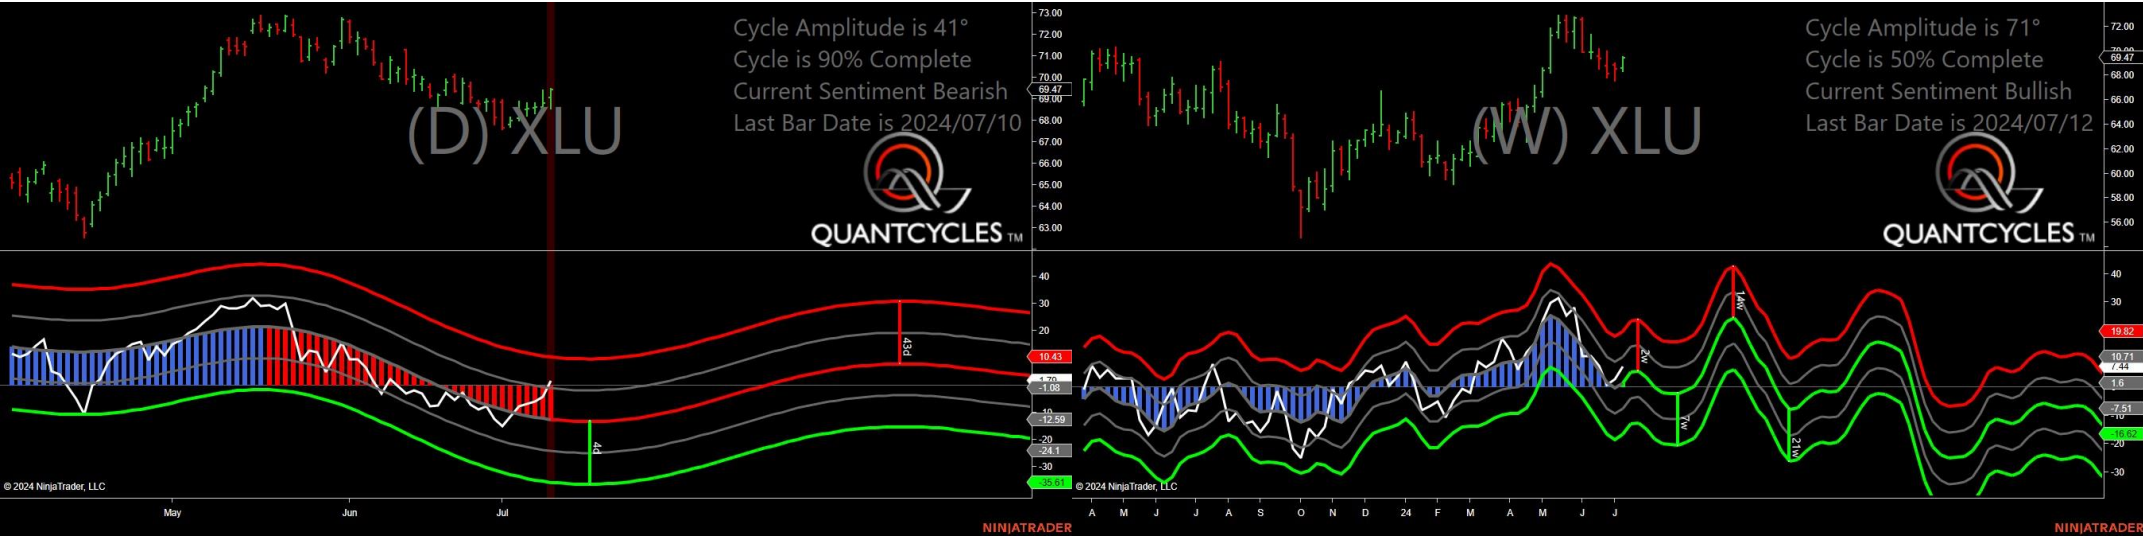 73.00
72.00
71.00
70.00
69.47
69.00
68.00
67.00
66.00
65.00
64.00
63.00
Cycle Amplitude is 41°
Cycle is 90% Complete
Current Sentiment Bearish
Last Bar Date is 2024/07/10
(D) XLU
QUANTCYCLES TM
40
30
20
10.43
-1.08
-12.59
-20
-24.1
-30
-35.61
43d
4d
© 2024 NinjaTrader, LLC
May Jun Jul
NINJATRADER
72.00
69.47
68.00
66.00
64.00
62.00
60.00
58.00
56.00
Cycle Amplitude is 71°
Cycle is 50% Complete
Current Sentiment Bullish
Last Bar Date is 2024/07/12
(W) XLU
QUANTCYCLES TM
40
30
19.82
10.71
7.44
1.6
-7.51
-16.62
-20
-30
2w
7w
14w
21w
© 2024 NinjaTrader, LLC
A M J J A S O N D 24 F M A M J J
NINJATRADER